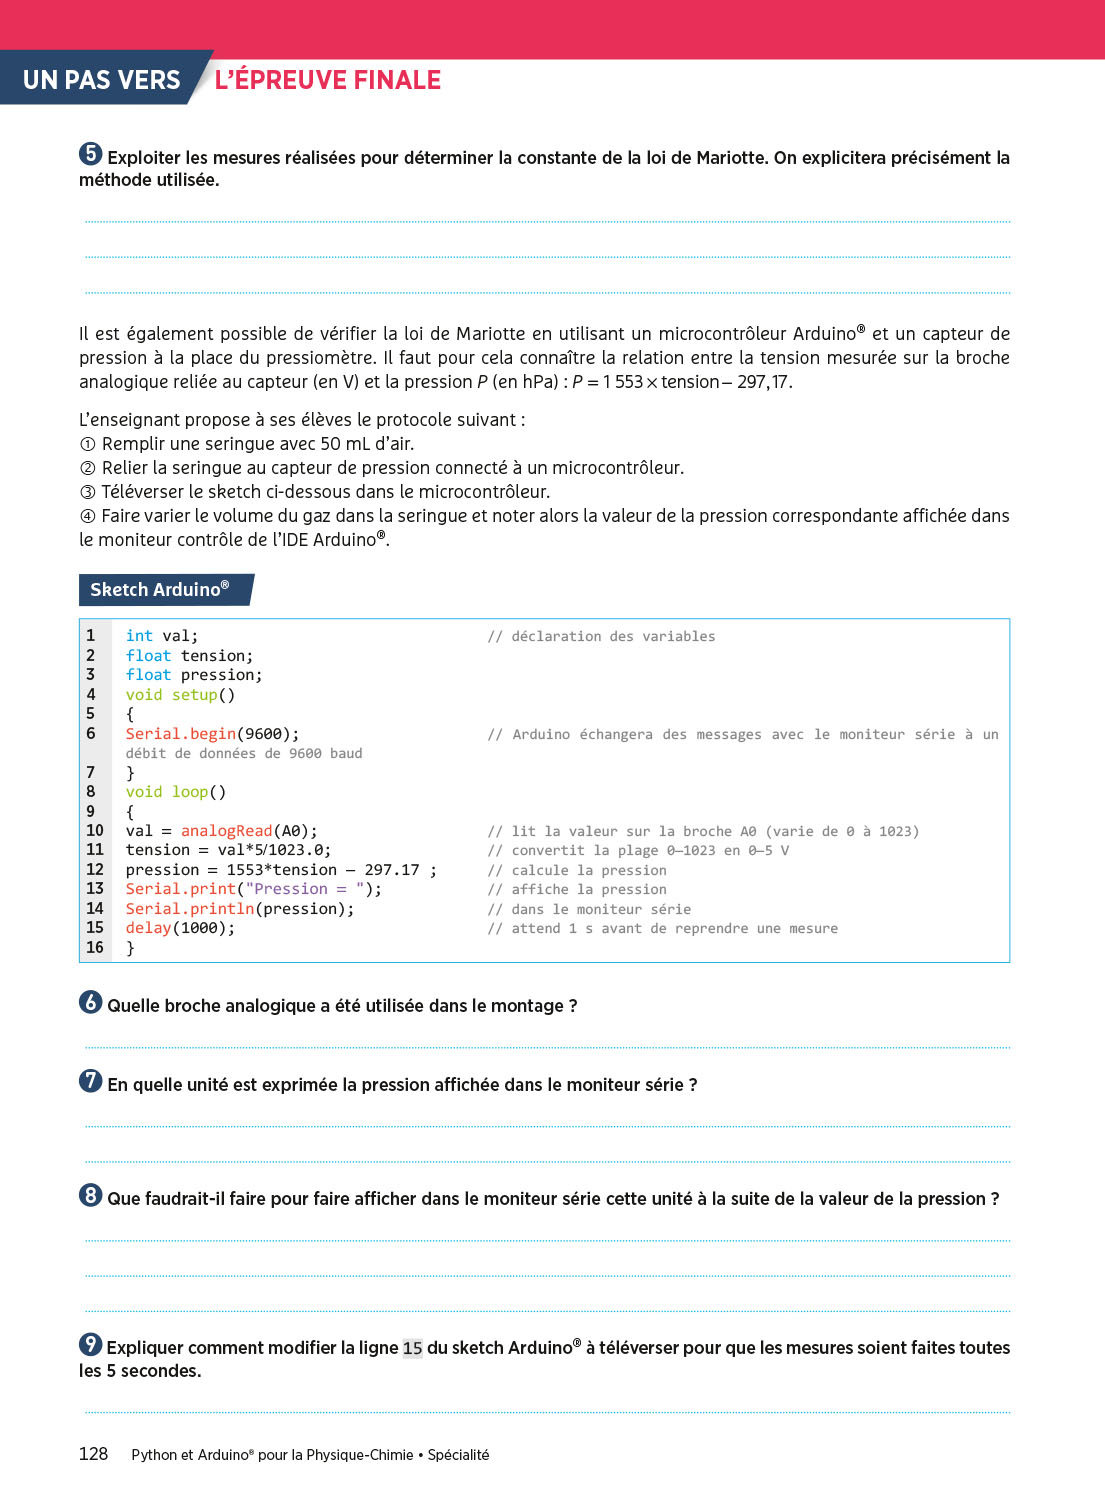 UN PAS VERS L’ÉPREUVE FINALE
5 Exploiter les mesures réalisées pour déterminer la constante de la loi de Mariotte. On explicitera précisément la
méthode utilisée.
Il est également possible de vérifier la loi de Mariotte en utilisant un microcontrôleur Arduino® et un capteur de
pression à la place du pressiomètre. Il faut pour cela connaître la relation entre la tension mesurée sur la broche
analogique reliée au capteur (en V) et la pression P (en hPa) : P = 1 553 × tension – 297,17.
L’enseignant propose à ses élèves le protocole suivant :
① Remplir une seringue avec 50 mL d’air.
② Relier la seringue au capteur de pression connecté à un microcontrôleur.
③ Téléverser le sketch ci-dessous dans le microcontrôleur.
④ Faire varier le volume du gaz dans la seringue et noter alors la valeur de la pression correspondante affichée dans
le moniteur contrôle de l’IDE Arduino®.
Sketch Arduino®
1 int val; // déclaration des variables
2 float tension;
3 float pression;
4 void setup()
5 {
6 Serial.begin(9600); // Arduino échangera des messages avec le moniteur série à un
débit de données de 9600 baud
7 }
8 void loop()
9 {
10 val = analogRead(A0); // lit la valeur sur la broche A0 (varie de 0 à 1023)
11 tension = val*5/1023.0; // convertit la plage 0–1023 en 0–5 V
12 pression = 1553*tension – 297.17 ; // calcule la pression
13 Serial.print("Pression = "); // affiche la pression
14 Serial.println(pression); // dans le moniteur série
15 delay(1000); // attend 1 s avant de reprendre une mesure
16 }
6 Quelle broche analogique a été utilisée dans le montage ?
7 En quelle unité est exprimée la pression affichée dans le moniteur série ?
8 Que faudrait-il faire pour faire afficher dans le moniteur série cette unité à la suite de la valeur de la pression ?
9 Expliquer comment modifier la ligne 15 du sketch Arduino® à téléverser pour que les mesures soient faites toutes
les 5 secondes.
128 Python et Arduino® pour la Physique-Chimie • Spécialité